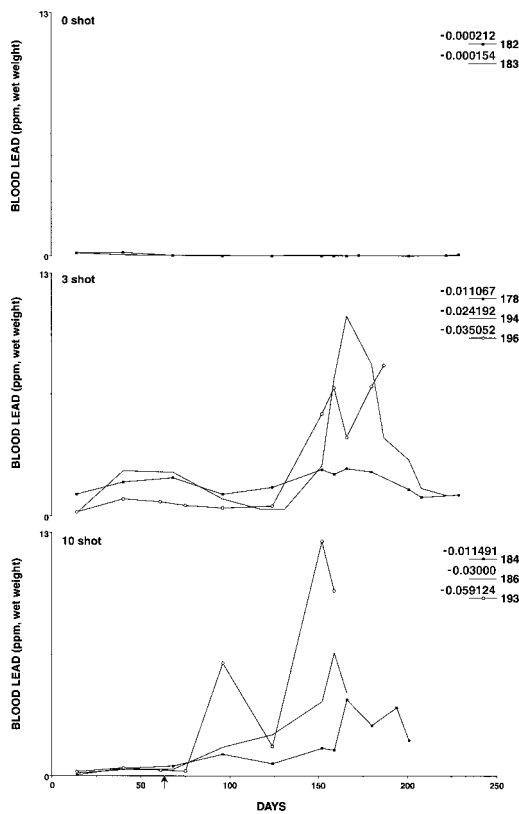 13
0 shot
BLOOD LEAD (ppm, wet weight)
-0.000212
182
-0.000154
183
0
13
3 shot
BLOOD LEAD (ppm, wet weight)
-0.011067
178
-0.024192
194
-0.035052
196
0
13
10 shot
BLOOD LEAD (ppm, wet weight)
-0.011491
184
-0.03000
186
-0.059124
193
0
0 50 100 150 200 250
DAYS